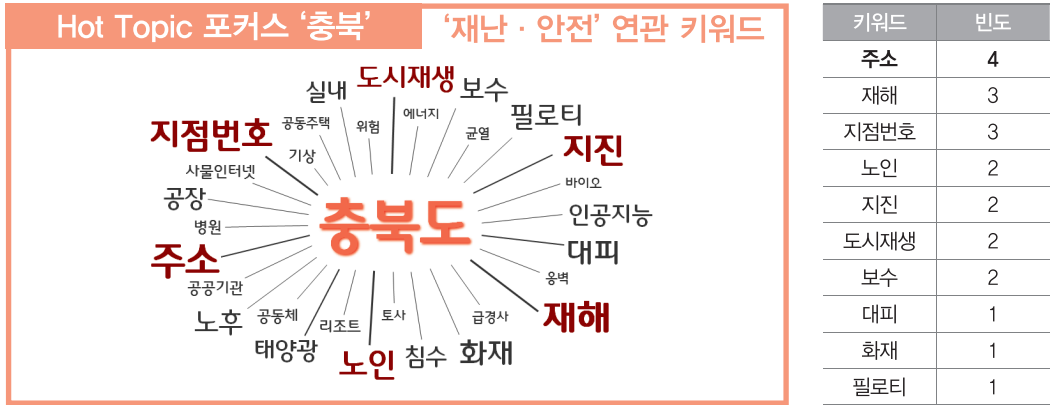 Hot Topic 포커스 ‘충북’
‘재난 · 안전’ 연관 키워드
도시재생
실내
보수
에너지
공동주택
위험
균열
필로티
지점번호
지진
기상
사물인터넷
바이오
공장
인공지능
병원
충북도
대피
주소
옹벽
공공기관
노후
공동체
리조트
토사
급경사
재해
태양광
노인
침수
화재
키워드 빈도
주소 4
재해 3
지점번호 3
노인 2
지진 2
도시재생 2
보수 2
대피 1
화재 1
필로티 1